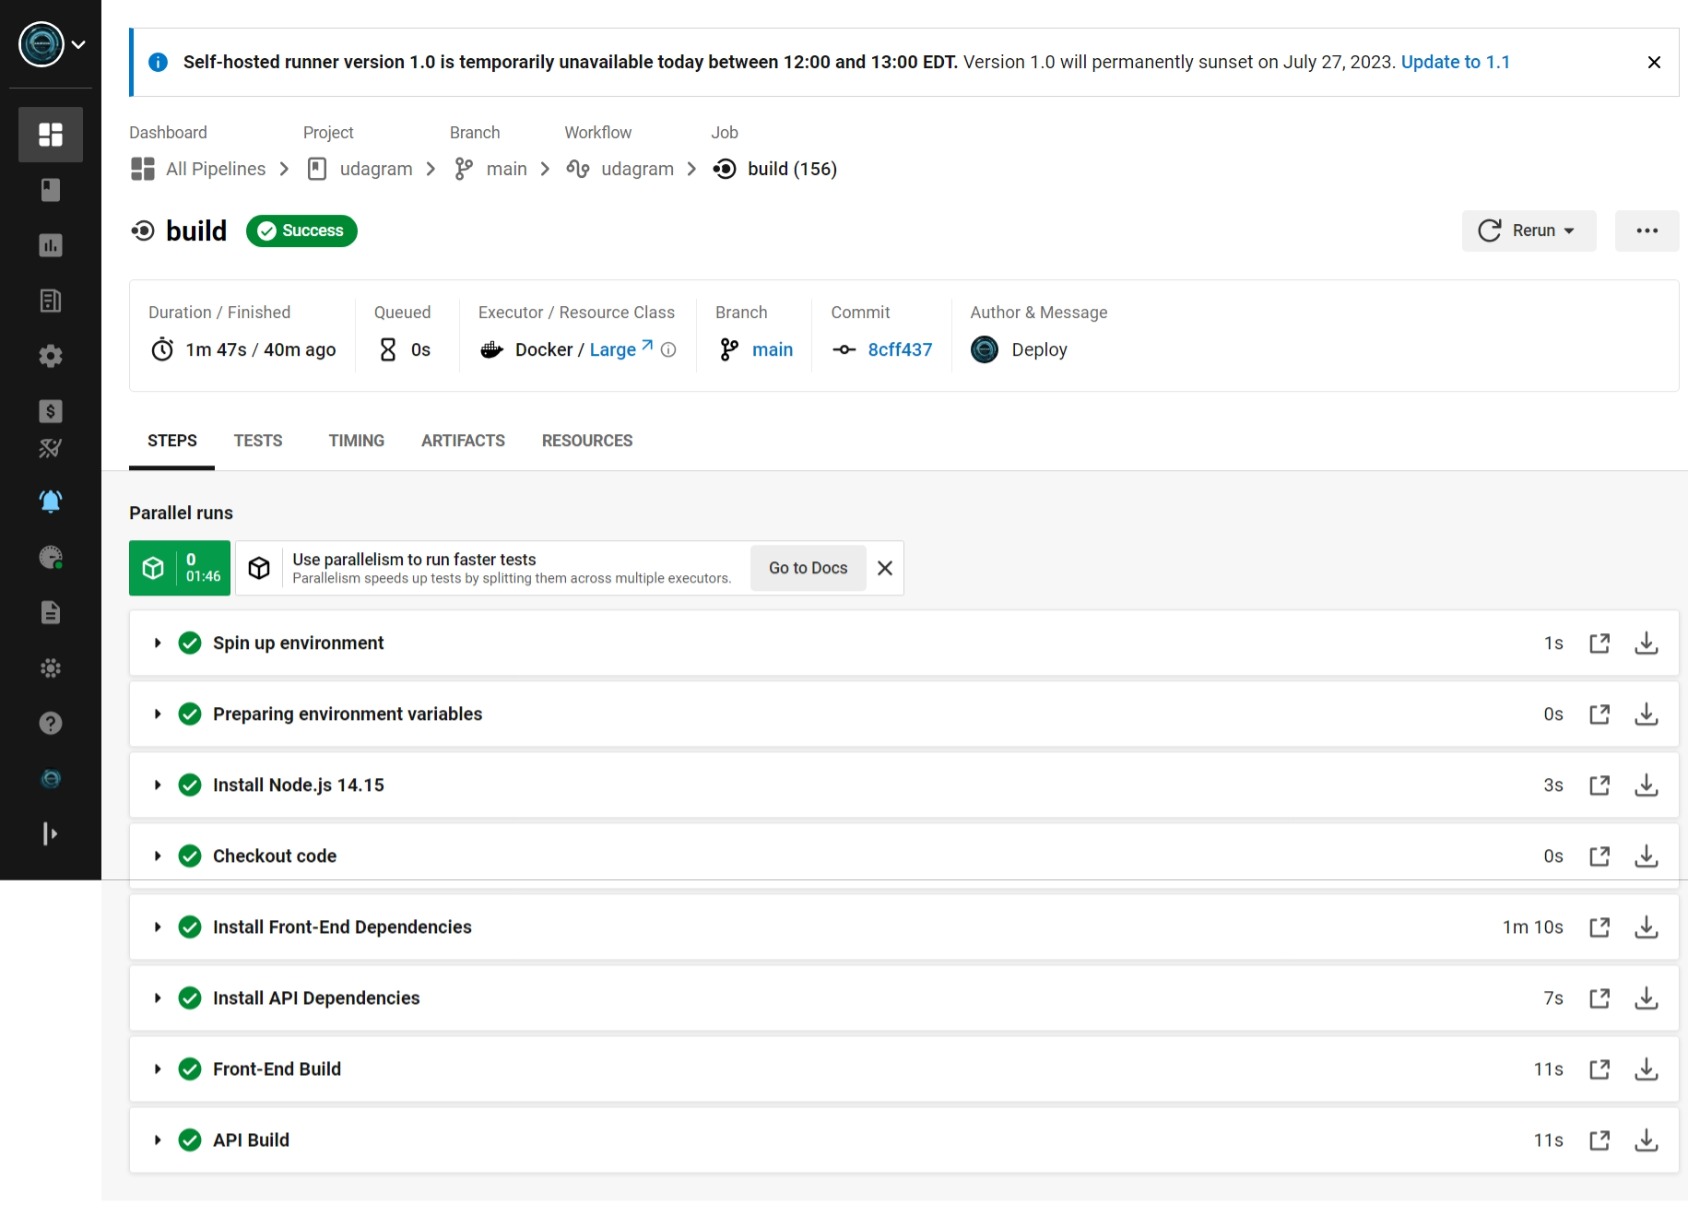 Self-hosted runner version 1.0 is temporarily unavailable today between 12:00 and 13:00 EDT. Version 1.0 will permanently sunset on July 27, 2023. Update to 1.1
Dashboard Project Branch Workflow Job
All Pipelines udagram main udagram build (156)
build Success Rerun
Duration / Finished Queued Executor / Resource Class Branch Commit Author & Message
1m 47s / 40m ago 0s Docker / Large main 8cff437 Deploy
STEPS TESTS TIMING ARTIFACTS RESOURCES
Parallel runs
0
01:46
Use parallelism to run faster tests
Parallelism speeds up tests by splitting them across multiple executors.
Go to Docs
Spin up environment 1s
Preparing environment variables 0s
Install Node.js 14.15 3s
Checkout code 0s
Install Front-End Dependencies 1m 10s
Install API Dependencies 7s
Front-End Build 11s
API Build 11s